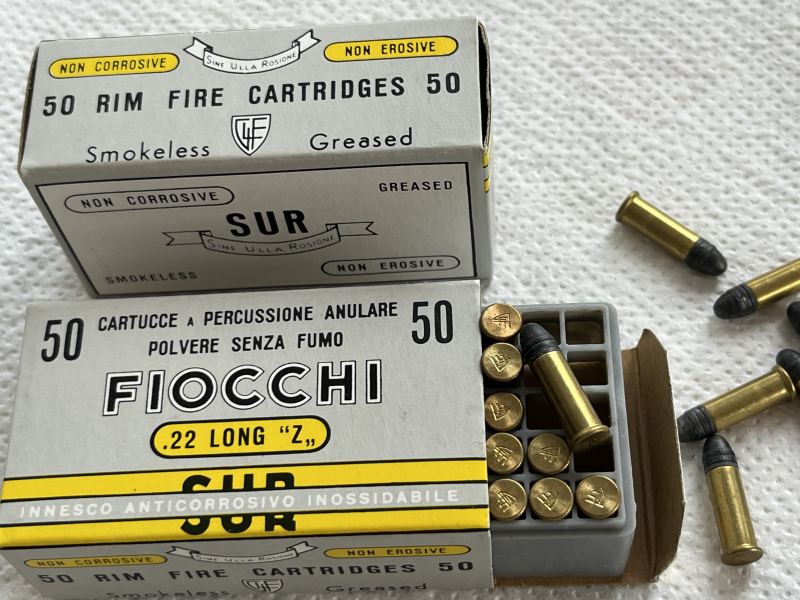 NON CORROSIVE
SINE ULLA ROSIONE
NON EROSIVE
50 RIM FIRE CARTRIDGES 50
Smokeless
Greased
NON CORROSIVE
GREASED
SUR
SINE ULLA ROSIONE
SMOKELESS
NON EROSIVE
50 CARTUCCE A PERCUSSIONE ANULARE 50
POLVERE SENZA FUMO
FIOCCHI
.22 LONG "Z„
SUR
INNESCO ANTICORROSIVO INOSSIDABILE
NON CORROSIVE
SINE ULLA ROSIONE
NON EROSIVE
50 RIM FIRE CARTRIDGES 50
Smokeless
Greased